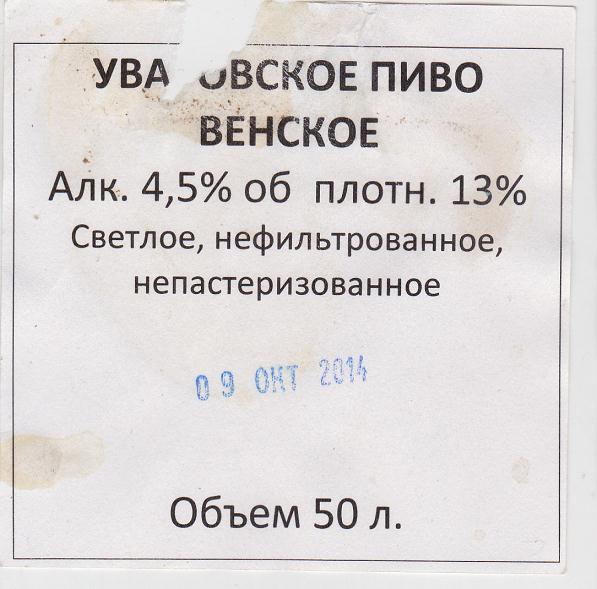 ПИВО
ВЕНСКОЕ
Алк. 4,5% об плотн. 13%
Светлое, нефильтрованное,
непастеризованное
09 ОКТ 2014
Объем 50 л.